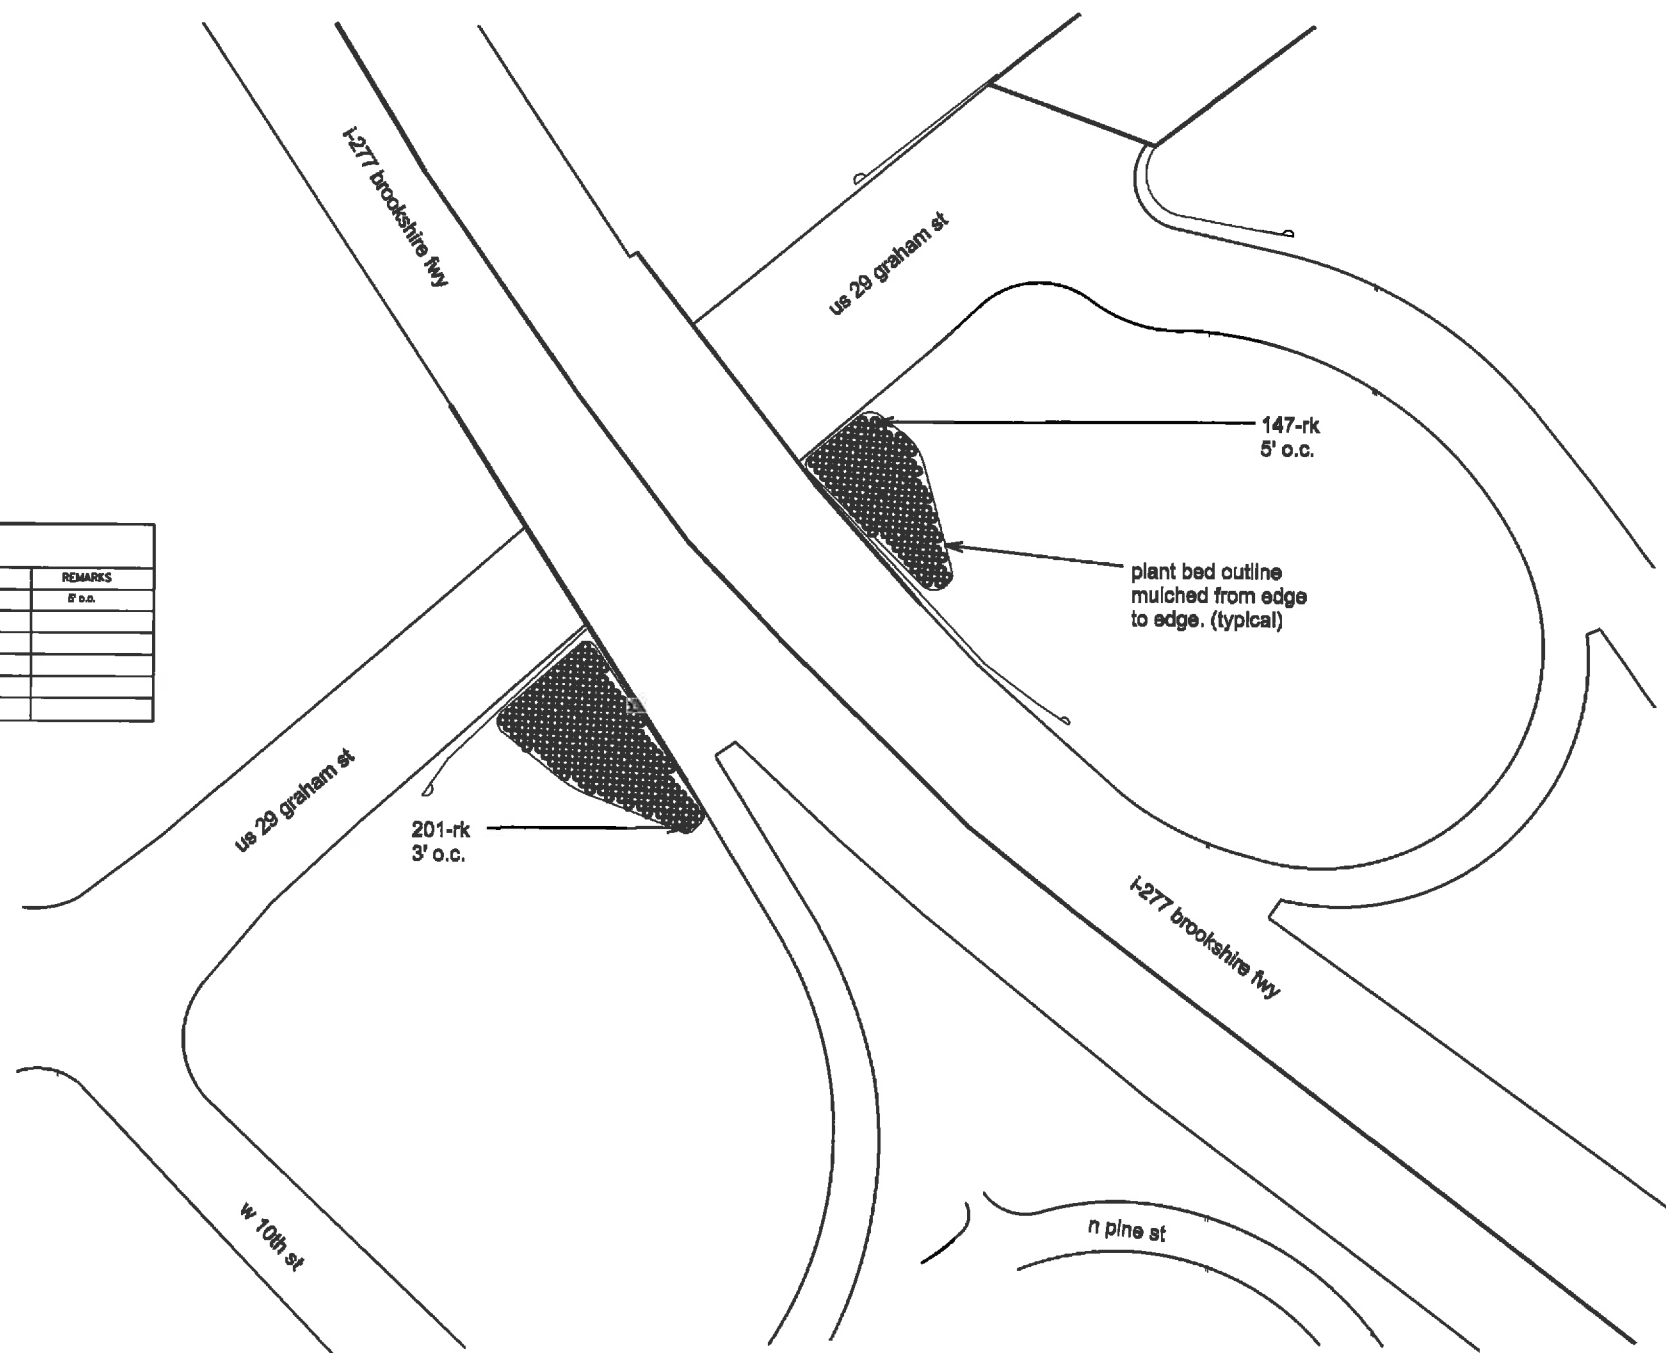 i-277 brookshire fwy
us 29 graham st
147-rk
5' o.c.
plant bed outline
mulched from edge
to edge. (typical)
REMARKS
5' o.c.
us 29 graham st
201-rk
3' o.c.
i-277 brookshire fwy
w 10th st
n pine st